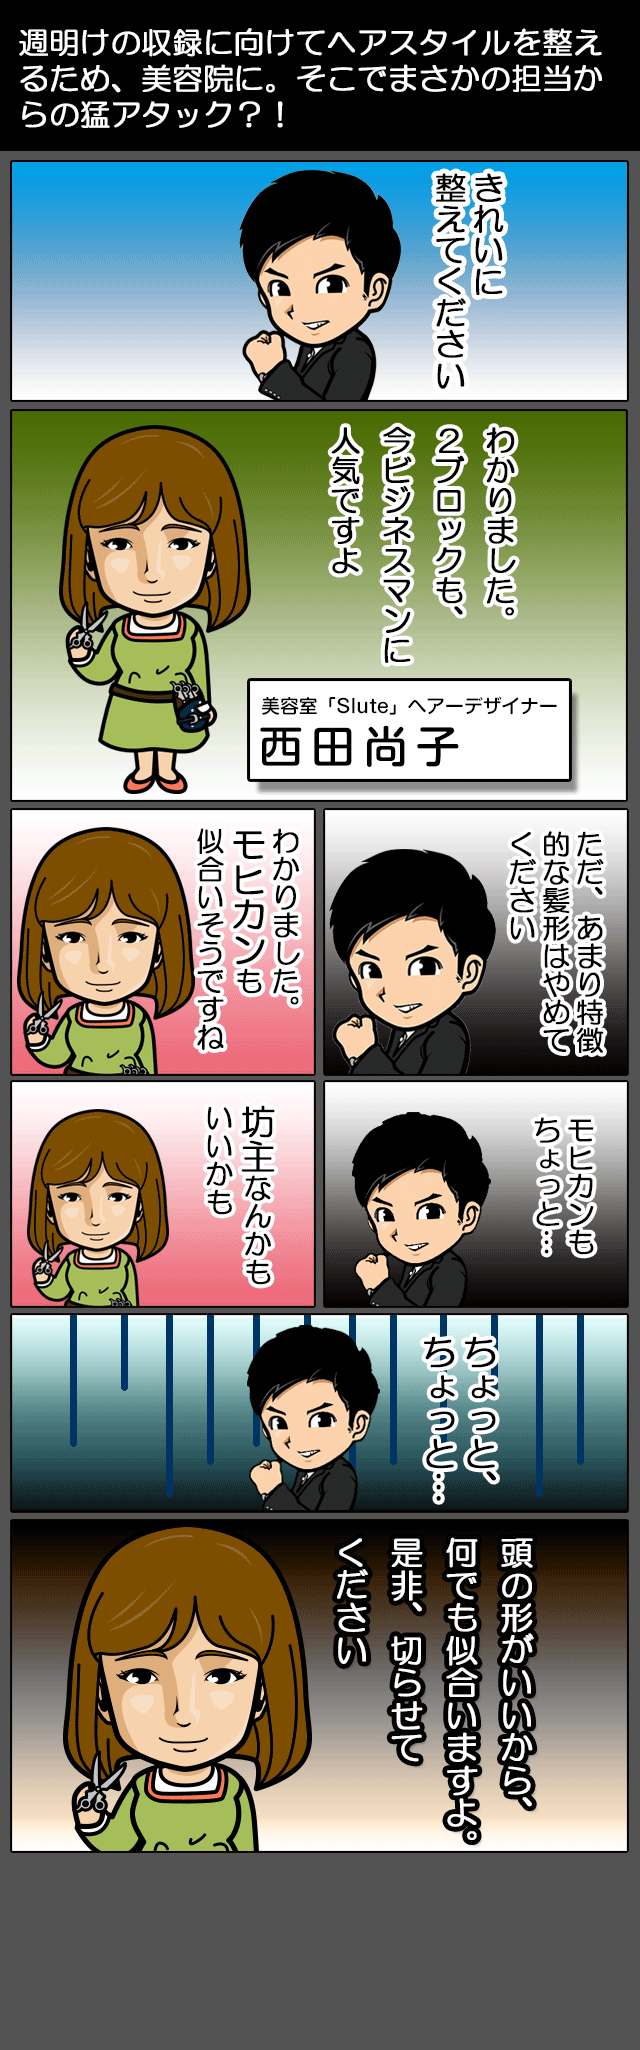 週明けの収録に向けてヘアスタイルを整え
るため、美容院に。そこでまさかの担当か
らの猛アタック？！
きれいに
整えてください
わかりました。
２ブロックも、
今ビジネスマンに
人気ですよ
美容室「Slute」ヘアーデザイナー
西田尚子
ただ、あまり特徴
的な髪形はやめて
ください
わかりました。
モヒカンも
似合いそうですね
モヒカンも
ちょっと…
坊主なんかも
いいかも
ちょっと、
ちょっと…
頭の形がいいから、
何でも似合いますよ。
是非、切らせて
ください